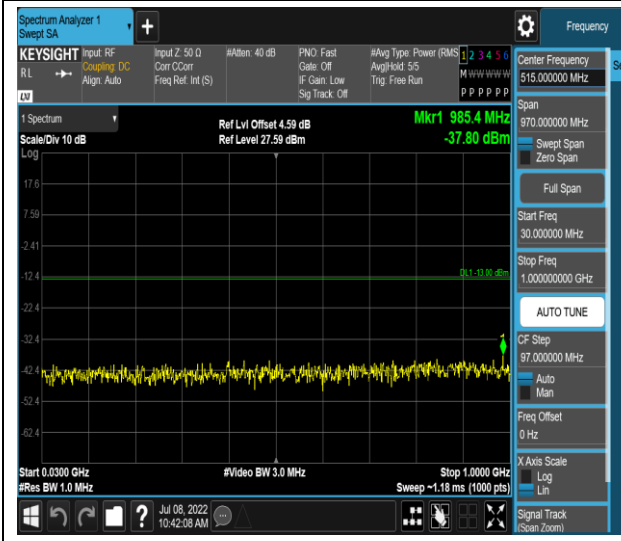 Spectrum Analyzer 1
Swept SA
+
Frequency
KEYSIGHT
RL
LXI
Input: RF
Coupling: DC
Align: Auto
Input Z: 50 Ω
Corr CCorr
Freq Ref: Int (S)
#Atten: 40 dB
PNO: Fast
Gate: Off
IF Gain: Low
Sig Track: Off
#Avg Type: Power (RMS
Avg|Hold: 5/5
Trig: Free Run
1 2 3 4 5 6
M W W W W W
P P P P P P
1 Spectrum
Scale/Div 10 dB
Log
Ref Lvl Offset 4.59 dB
Ref Level 27.59 dBm
Mkr1 985.4 MHz
-37.80 dBm
17.6
7.59
-2.41
-12.4
-22.4
-32.4
-42.4
-52.4
-62.4
DL1 -13.00 dBm
1
Start 0.0300 GHz
#Res BW 1.0 MHz
#Video BW 3.0 MHz
Stop 1.0000 GHz
Sweep ~1.18 ms (1000 pts)
Center Frequency
515.000000 MHz
Span
970.000000 MHz
Swept Span
Zero Span
Full Span
Start Freq
30.000000 MHz
Stop Freq
1.000000000 GHz
AUTO TUNE
CF Step
97.000000 MHz
Auto
Man
Freq Offset
0 Hz
X Axis Scale
Log
Lin
Signal Track
(Span Zoom)
?
Jul 08, 2022
10:42:08 AM